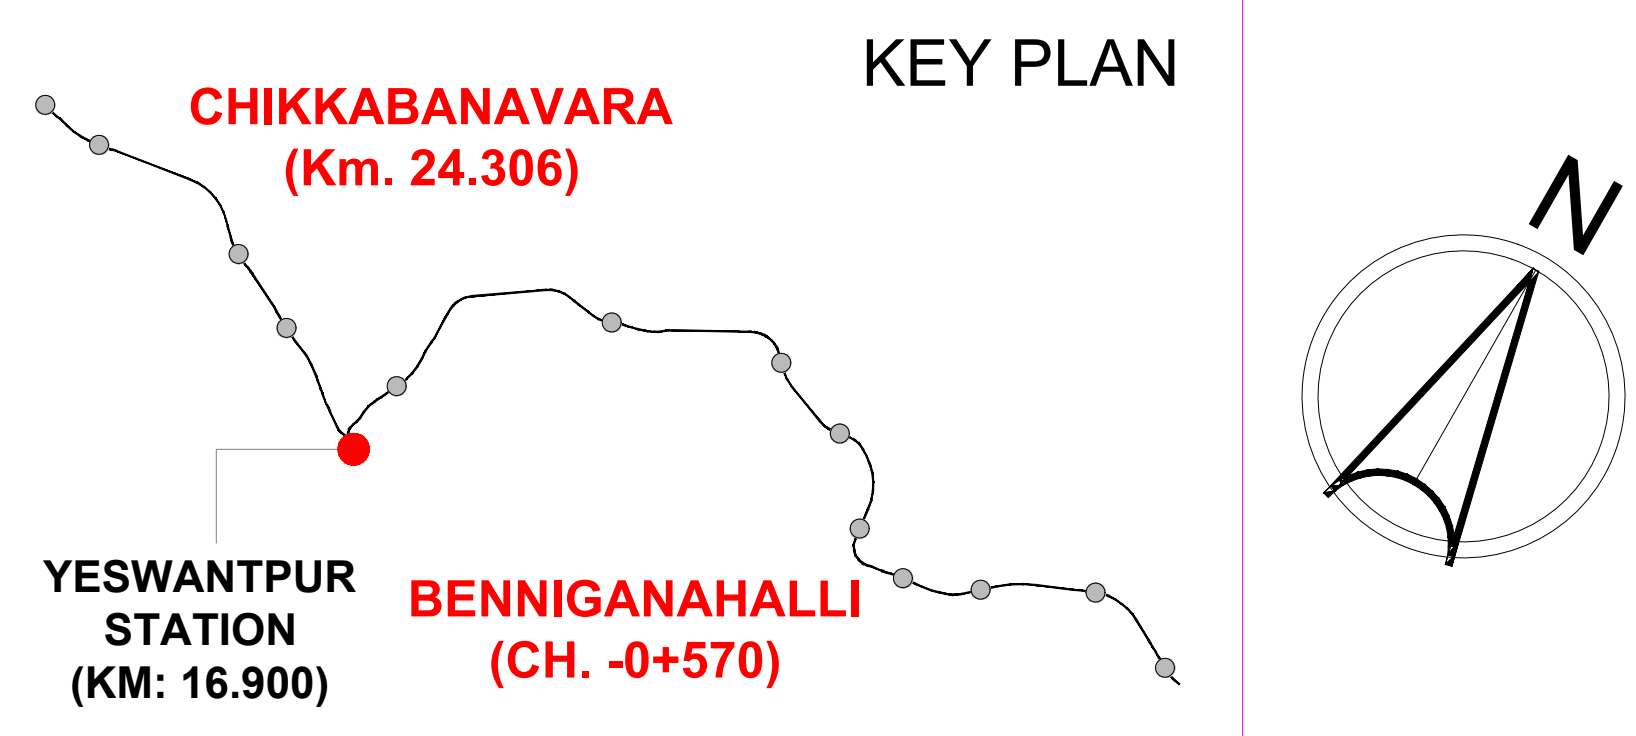 KEY PLAN
CHIKKABANAVARA
(Km. 24.306)
N
YESWANTPUR
STATION
(KM: 16.900)
BENNIGANAHALLI
(CH. -0+570)